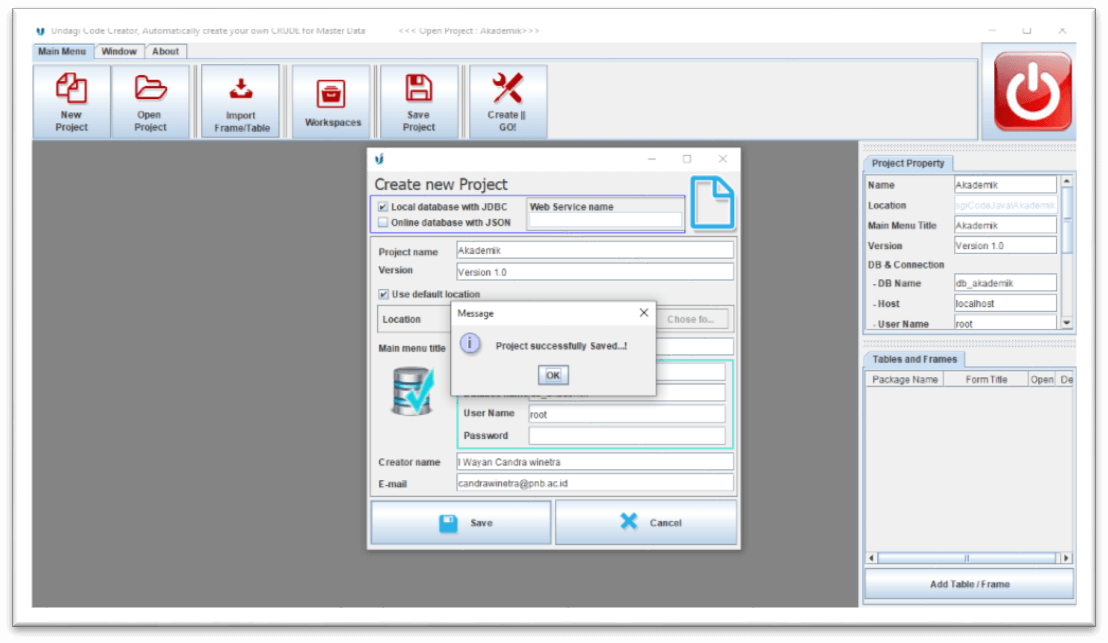 Undagi Code Creator, Automatically create your own CRUDE for Master Data <<< Open Project : Akademik>>>
Main Menu Window About
New Project
Open Project
Import Frame/Table
Workspaces
Save Project
Create || GO!
Create new Project
Local database with JDBC
Online database with JSON
Web Service name
Project name Akademik
Version Version 1.0
Use default location
Location Chose fo...
Main menu title
Message
Project successfully Saved...!
OK
User Name root
Password
Creator name I Wayan Candra winetra
E-mail candrawinetra@pnb.ac.id
Save
Cancel
Project Property
Name Akademik
Location
Main Menu Title Akademik
Version Version 1.0
DB & Connection
- DB Name db_akademik
- Host localhost
- User Name root
Tables and Frames
Package Name Form Title Open De
Add Table / Frame